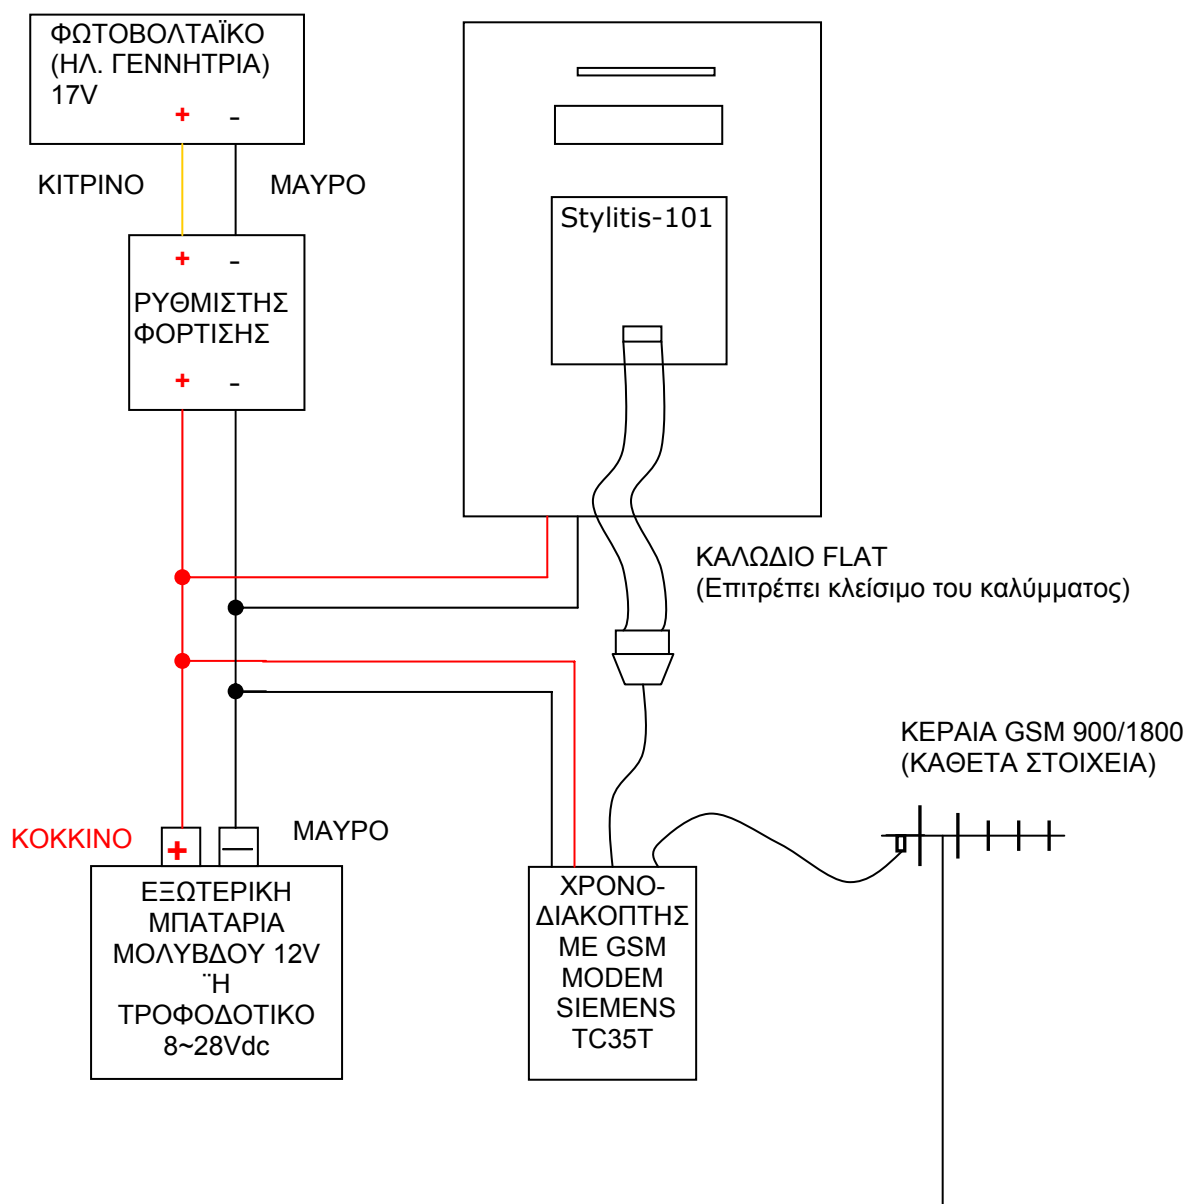 ΦΩΤΟΒΟΛΤΑΪΚΟ
(ΗΛ. ΓΕΝΝΗΤΡΙΑ)
17V
+ -
ΚΙΤΡΙΝΟ
ΜΑΥΡΟ
+ -
ΡΥΘΜΙΣΤΗΣ
ΦΟΡΤΙΣΗΣ
+ -
Stylitis-101
ΚΑΛΩΔΙΟ FLAT
(Επιτρέπει κλείσιμο του καλύμματος)
ΚΕΡΑΙΑ GSM 900/1800
(ΚΑΘΕΤΑ ΣΤΟΙΧΕΙΑ)
ΚΟΚΚΙΝΟ
+ —
ΜΑΥΡΟ
ΕΞΩΤΕΡΙΚΗ
ΜΠΑΤΑΡΙΑ
ΜΟΛΥΒΔΟΥ 12V
¨Η
ΤΡΟΦΟΔΟΤΙΚΟ
8~28Vdc
ΧΡΟΝΟ-
ΔΙΑΚΟΠΤΗΣ
ΜΕ GSM
MODEM
SIEMENS
TC35T